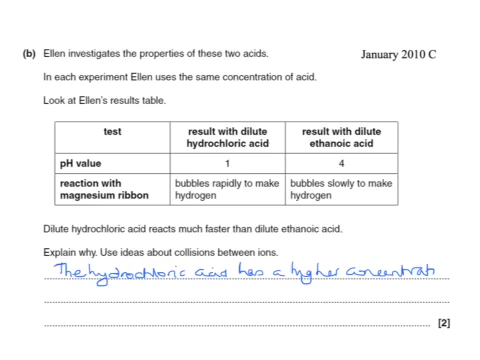 (b) Ellen investigates the properties of these two acids. January 2010 C
In each experiment Ellen uses the same concentration of acid.
Look at Ellen's results table.
test result with dilute hydrochloric acid result with dilute ethanoic acid
pH value 1 4
reaction with magnesium ribbon bubbles rapidly to make hydrogen bubbles slowly to make hydrogen
Dilute hydrochloric acid reacts much faster than dilute ethanoic acid.
Explain why. Use ideas about collisions between ions.
The hydrochloric acid has a higher concentrati
[2]